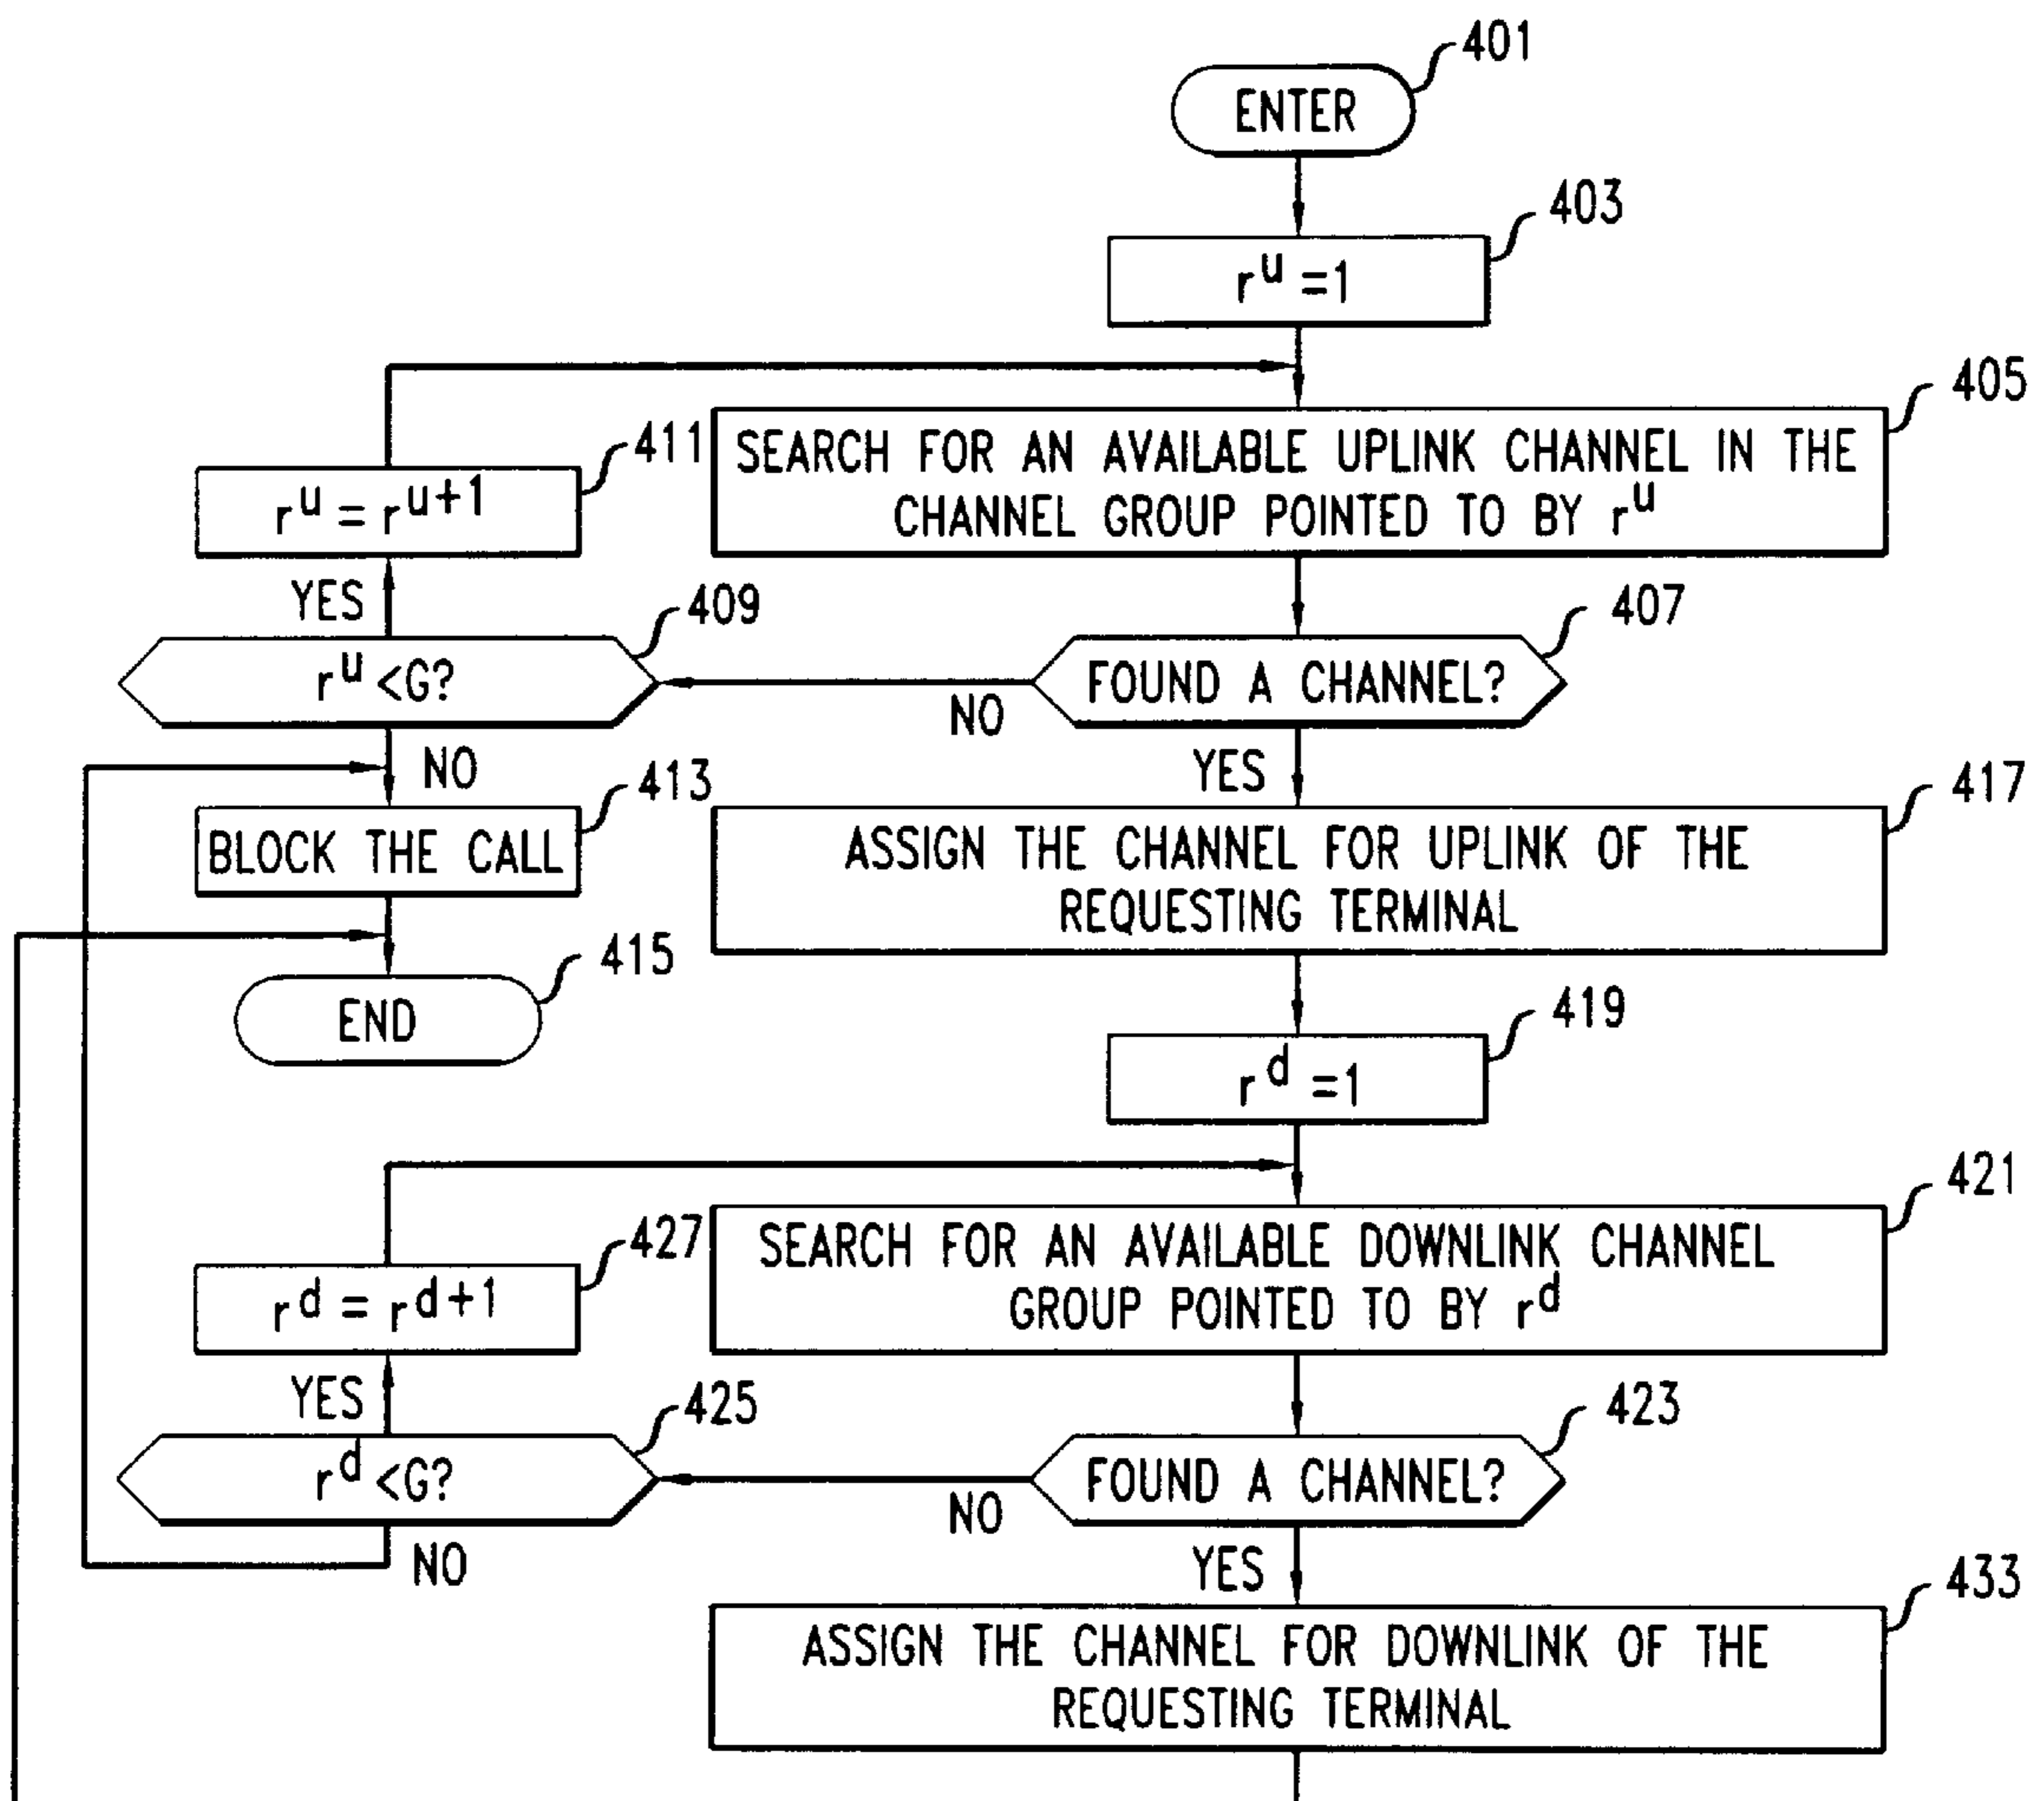 401
ENTER
403
r^u =1
405
SEARCH FOR AN AVAILABLE UPLINK CHANNEL IN THE
CHANNEL GROUP POINTED TO BY r^u
411
r^u = r^u+1
YES
409
r^u <G?
407
FOUND A CHANNEL?
NO
NO
YES
413
BLOCK THE CALL
417
ASSIGN THE CHANNEL FOR UPLINK OF THE
REQUESTING TERMINAL
415
END
419
r^d =1
421
SEARCH FOR AN AVAILABLE DOWNLINK CHANNEL
GROUP POINTED TO BY r^d
427
r^d = r^d+1
YES
425
r^d <G?
423
FOUND A CHANNEL?
NO
NO
YES
433
ASSIGN THE CHANNEL FOR DOWNLINK OF THE
REQUESTING TERMINAL